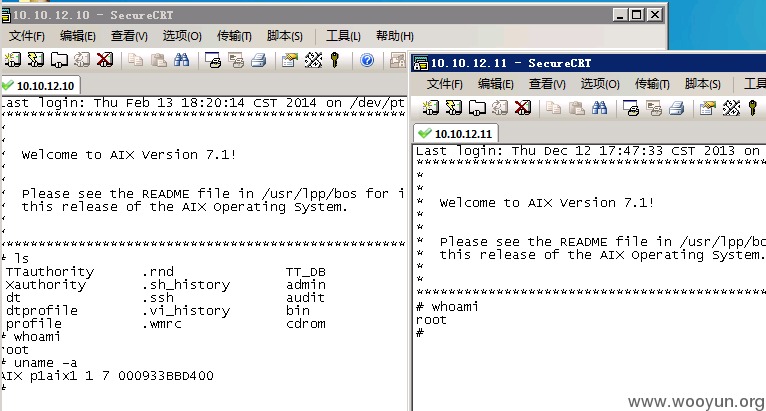 10.10.12.10 - SecureCRT
文件(F) 编辑(E) 查看(V) 选项(O) 传输(T) 脚本(S) 工具(L) 帮助(H)
10.10.12.10
Last login: Thu Feb 13 18:20:14 CST 2014 on /dev/pt
*******************************************************
*
*
* Welcome to AIX Version 7.1!
*
*
* Please see the README file in /usr/lpp/bos for i
* this release of the AIX Operating System.
*
*
*******************************************************
# ls
TTauthority .rnd TT_DB
Xauthority .sh_history admin
dt .ssh audit
dtprofile .vi_history bin
profile .wmrc cdrom
# whoami
root
# uname -a
AIX p1aix1 1 7 000933BBD400
#
10.10.12.11 - SecureCRT
文件(F) 编辑(E) 查看(V) 选项(O) 传输(T) 脚本(S) 工具
10.10.12.11
Last login: Thu Dec 12 17:47:33 CST 2013 on
*************************************************
*
*
* Welcome to AIX Version 7.1!
*
*
* Please see the README file in /usr/lpp/bo
* this release of the AIX Operating System.
*
*
*************************************************
# whoami
root
#
www.wooyun.org